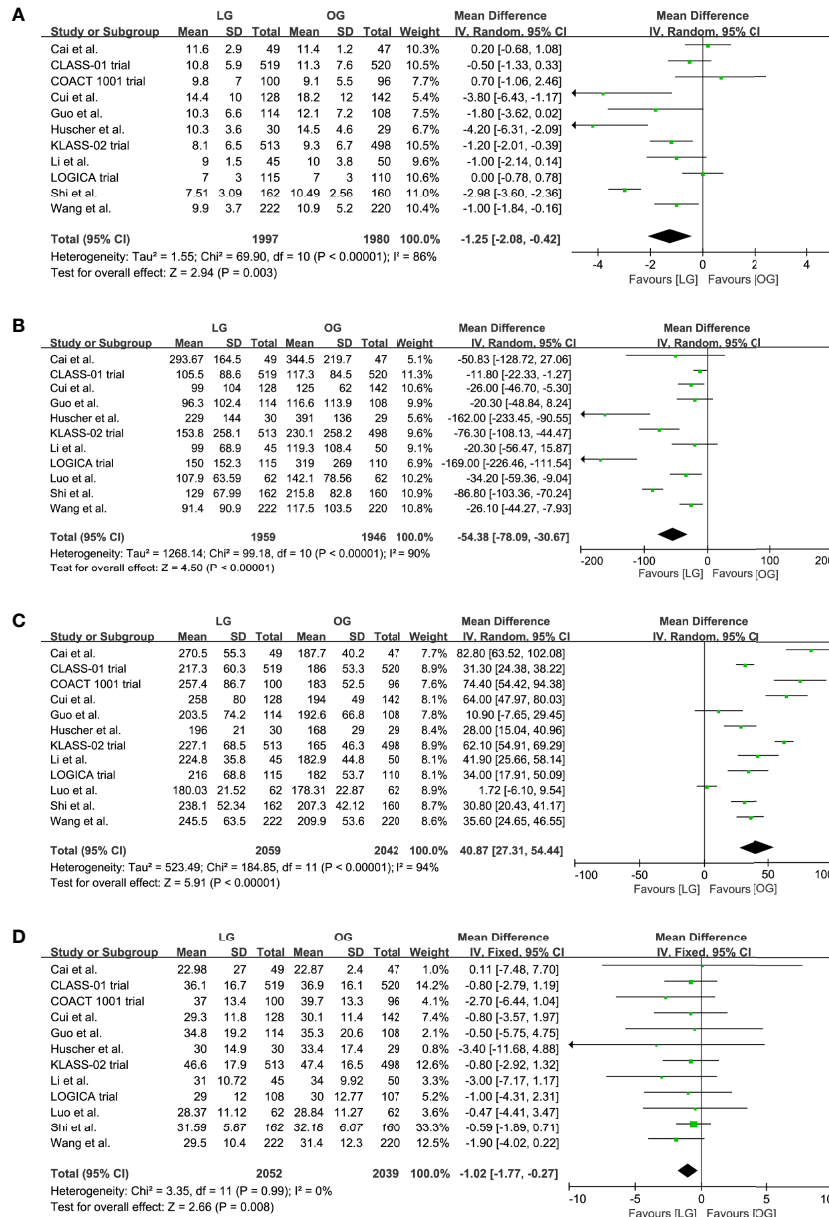 A
LG OG Mean Difference Mean Difference
Study or Subgroup Mean SD Total Mean SD Total Weight IV, Random, 95% CI IV, Random, 95% CI
Cai et al. 11.6 2.9 49 11.4 1.2 47 10.3% 0.20 [-0.68, 1.08]
CLASS-01 trial 10.8 5.9 519 11.3 7.6 520 10.5% -0.50 [-1.33, 0.33]
COACT 1001 trial 9.8 7 100 9.1 5.5 96 7.6% 0.70 [-1.06, 2.46]
Cui et al. 14.4 10 128 18.2 12 142 5.4% -3.80 [-6.43, -1.17]
Guo et al. 10.3 6.6 114 12.1 7.2 108 7.4% -1.80 [-3.62, 0.02]
Huscher et al. 10.3 3.6 30 14.5 4.6 29 6.8% -4.20 [-6.31, -2.09]
KLASS-02 trial 8.1 6.5 513 9.3 6.7 498 10.6% -1.20 [-2.01, -0.39]
Li et al. 9 1.5 45 10 3.8 50 9.5% -1.00 [-2.14, 0.14]
LOGICA trial 7 3 115 7 3 110 10.6% 0.00 [-0.78, 0.78]
Shi et al. 7.51 3.09 162 10.49 2.56 160 11.0% -2.98 [-3.60, -2.36]
Wang et al. 9.9 3.7 222 10.9 5.2 220 10.4% -1.00 [-1.84, -0.16]
Total (95% CI) 1997 1980 100.0% -1.25 [-2.08, -0.42]
Heterogeneity: Tau² = 1.55; Chi² = 69.90, df = 10 (P < 0.00001); I² = 86%
Test for overall effect: Z = 2.94 (P = 0.003)
-4 -2 0 2 4
Favours [LG] Favours [OG]
B
LG OG Mean Difference Mean Difference
Study or Subgroup Mean SD Total Mean SD Total Weight IV, Random, 95% CI IV, Random, 95% CI
Cai et al. 293.67 164.5 49 344.5 219.7 47 5.1% -50.83 [-128.72, 27.06]
CLASS-01 trial 105.5 88.6 519 117.3 84.5 520 11.3% -11.80 [-22.33, -1.27]
Cui et al. 99 104 128 125 62 142 10.7% -26.00 [-46.70, -5.30]
Guo et al. 96.3 102.4 114 116.6 113.9 108 9.9% -20.30 [-48.84, 8.24]
Huscher et al. 229 144 30 391 136 29 5.6% -162.00 [-233.45, -90.55]
KLASS-02 trial 153.8 258.1 513 230.1 258.2 498 9.6% -76.30 [-108.13, -44.47]
Li et al. 99 68.9 45 119.3 108.4 50 9.1% -20.30 [-56.47, 15.87]
LOGICA trial 150 152.3 115 319 269 110 6.9% -169.00 [-226.46, -111.54]
Luo et al. 107.9 63.59 62 142.1 78.56 62 10.2% -34.20 [-59.36, -9.04]
Shi et al. 129 67.99 162 215.8 82.8 160 11.0% -86.80 [-103.36, -70.24]
Wang et al. 91.4 90.9 222 117.5 103.5 220 10.9% -26.10 [-44.27, -7.93]
Total (95% CI) 1959 1946 100.0% -54.38 [-78.09, -30.67]
Heterogeneity: Tau² = 1268.14; Chi² = 99.18, df = 10 (P < 0.00001); I² = 90%
Test for overall effect: Z = 4.50 (P < 0.00001)
-200 -100 0 100 200
Favours [LG] Favours [OG]
C
LG OG Mean Difference Mean Difference
Study or Subgroup Mean SD Total Mean SD Total Weight IV, Random, 95% CI IV, Random, 95% CI
Cai et al. 270.5 55.3 49 187.7 40.2 47 7.7% 82.80 [63.52, 102.08]
CLASS-01 trial 217.3 60.3 519 186 53.3 520 8.9% 31.30 [24.38, 38.22]
COACT 1001 trial 257.4 86.7 100 183 52.5 96 7.6% 74.40 [54.42, 94.38]
Cui et al. 258 80 128 194 49 142 8.1% 64.00 [47.97, 80.03]
Guo et al. 203.5 74.2 114 192.6 66.8 108 7.8% 10.90 [-7.65, 29.45]
Huscher et al. 196 21 30 168 29 29 8.4% 28.00 [15.04, 40.96]
KLASS-02 trial 227.1 68.5 513 165 46.3 498 8.9% 62.10 [54.91, 69.29]
Li et al. 224.8 35.8 45 182.9 44.8 50 8.0% 41.90 [25.66, 58.14]
LOGICA trial 216 68.8 115 182 53.7 110 8.1% 34.00 [17.91, 50.09]
Luo et al. 180.03 21.52 62 178.31 22.87 62 8.8% 1.72 [-6.10, 9.54]
Shi et al. 238.1 52.34 162 207.3 42.12 160 8.7% 30.80 [20.43, 41.17]
Wang et al. 245.5 63.5 222 209.9 53.6 220 8.6% 35.60 [24.65, 46.55]
Total (95% CI) 2059 2042 100.0% 40.87 [27.31, 54.44]
Heterogeneity: Tau² = 523.49; Chi² = 184.85, df = 11 (P < 0.00001); I² = 94%
Test for overall effect: Z = 5.91 (P < 0.00001)
-100 -50 0 50 100
Favours [LG] Favours [OG]
D
LG OG Mean Difference Mean Difference
Study or Subgroup Mean SD Total Mean SD Total Weight IV, Fixed, 95% CI IV, Fixed, 95% CI
Cai et al. 22.98 27 49 22.87 2.4 47 1.0% 0.11 [-7.48, 7.70]
CLASS-01 trial 36.1 16.7 519 36.9 16.1 520 14.2% -0.80 [-2.79, 1.19]
COACT 1001 trial 37 13.4 100 39.7 13.3 96 4.1% -2.70 [-6.44, 1.04]
Cui et al. 29.3 11.8 128 30.1 11.4 142 7.4% -0.80 [-3.57, 1.97]
Guo et al. 34.8 19.2 114 35.3 20.6 108 2.1% -0.50 [-5.75, 4.75]
Huscher et al. 30 14.9 30 33.4 17.4 29 0.8% -3.40 [-11.68, 4.88]
KLASS-02 trial 46.6 17.9 513 47.4 16.5 498 12.6% -0.80 [-2.92, 1.32]
Li et al. 31 10.72 45 34 9.92 50 3.3% -3.00 [-7.17, 1.17]
LOGICA trial 29 12 108 30 12.77 107 5.1% -1.00 [-4.31, 2.31]
Luo et al. 28.37 11.12 62 28.84 11.27 62 3.6% -0.47 [-4.41, 3.47]
Shi et al. 31.59 5.87 162 32.18 6.07 160 33.3% -0.59 [-1.89, 0.71]
Wang et al. 29.5 10.4 222 31.4 12.3 220 12.5% -1.90 [-4.02, 0.22]
Total (95% CI) 2052 2039 100.0% -1.02 [-1.77, -0.27]
Heterogeneity: Chi² = 3.35, df = 11 (P = 0.99); I² = 0%
Test for overall effect: Z = 2.66 (P = 0.008)
-10 -5 0 5 10
Favours [LG] Favours [OG]